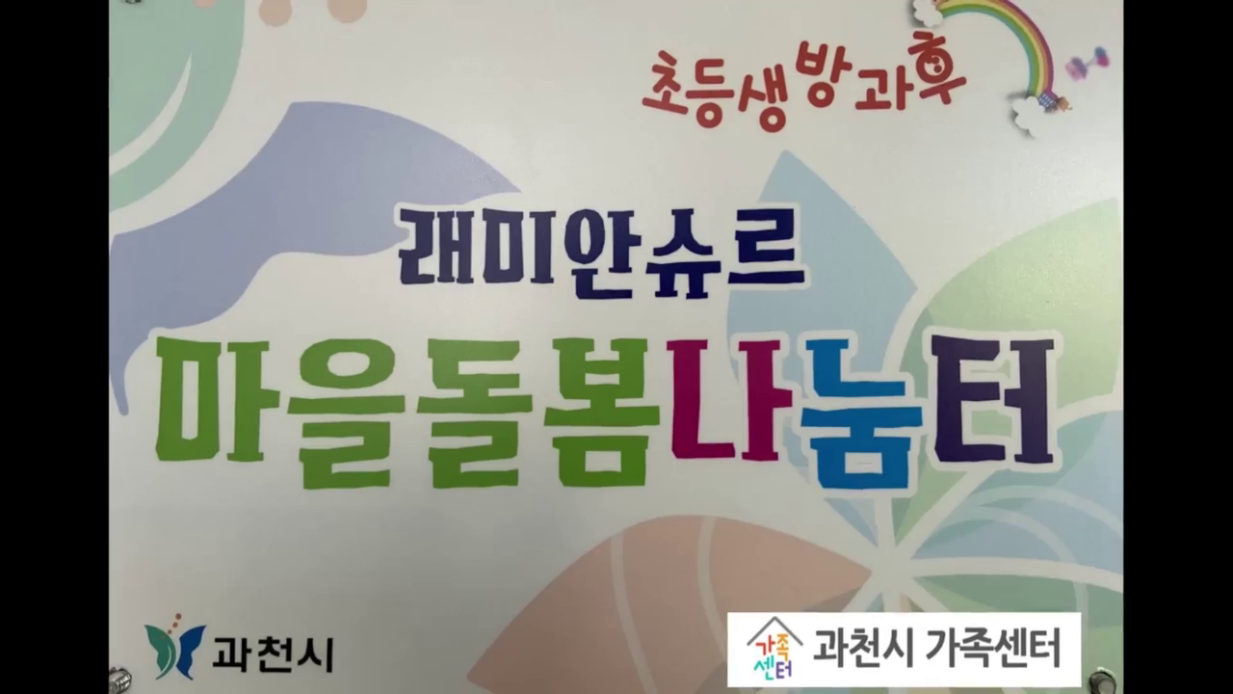 초등생방과후
래미안슈르
마을돌봄나눔터
과천시
가족센터
과천시 가족센터